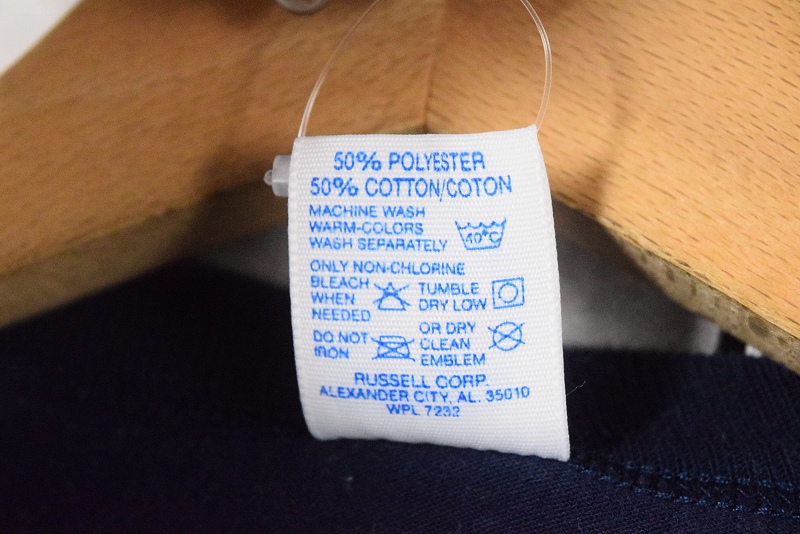 50% POLYESTER
50% COTTON/COTON
MACHINE WASH
WARM-COLORS
WASH SEPARATELY
40°C
ONLY NON-CHLORINE
BLEACH
WHEN
NEEDED
TUMBLE
DRY LOW
DO NOT
IRON
OR DRY
CLEAN
EMBLEM
RUSSELL CORP.
ALEXANDER CITY, AL. 35010
WPL 7232